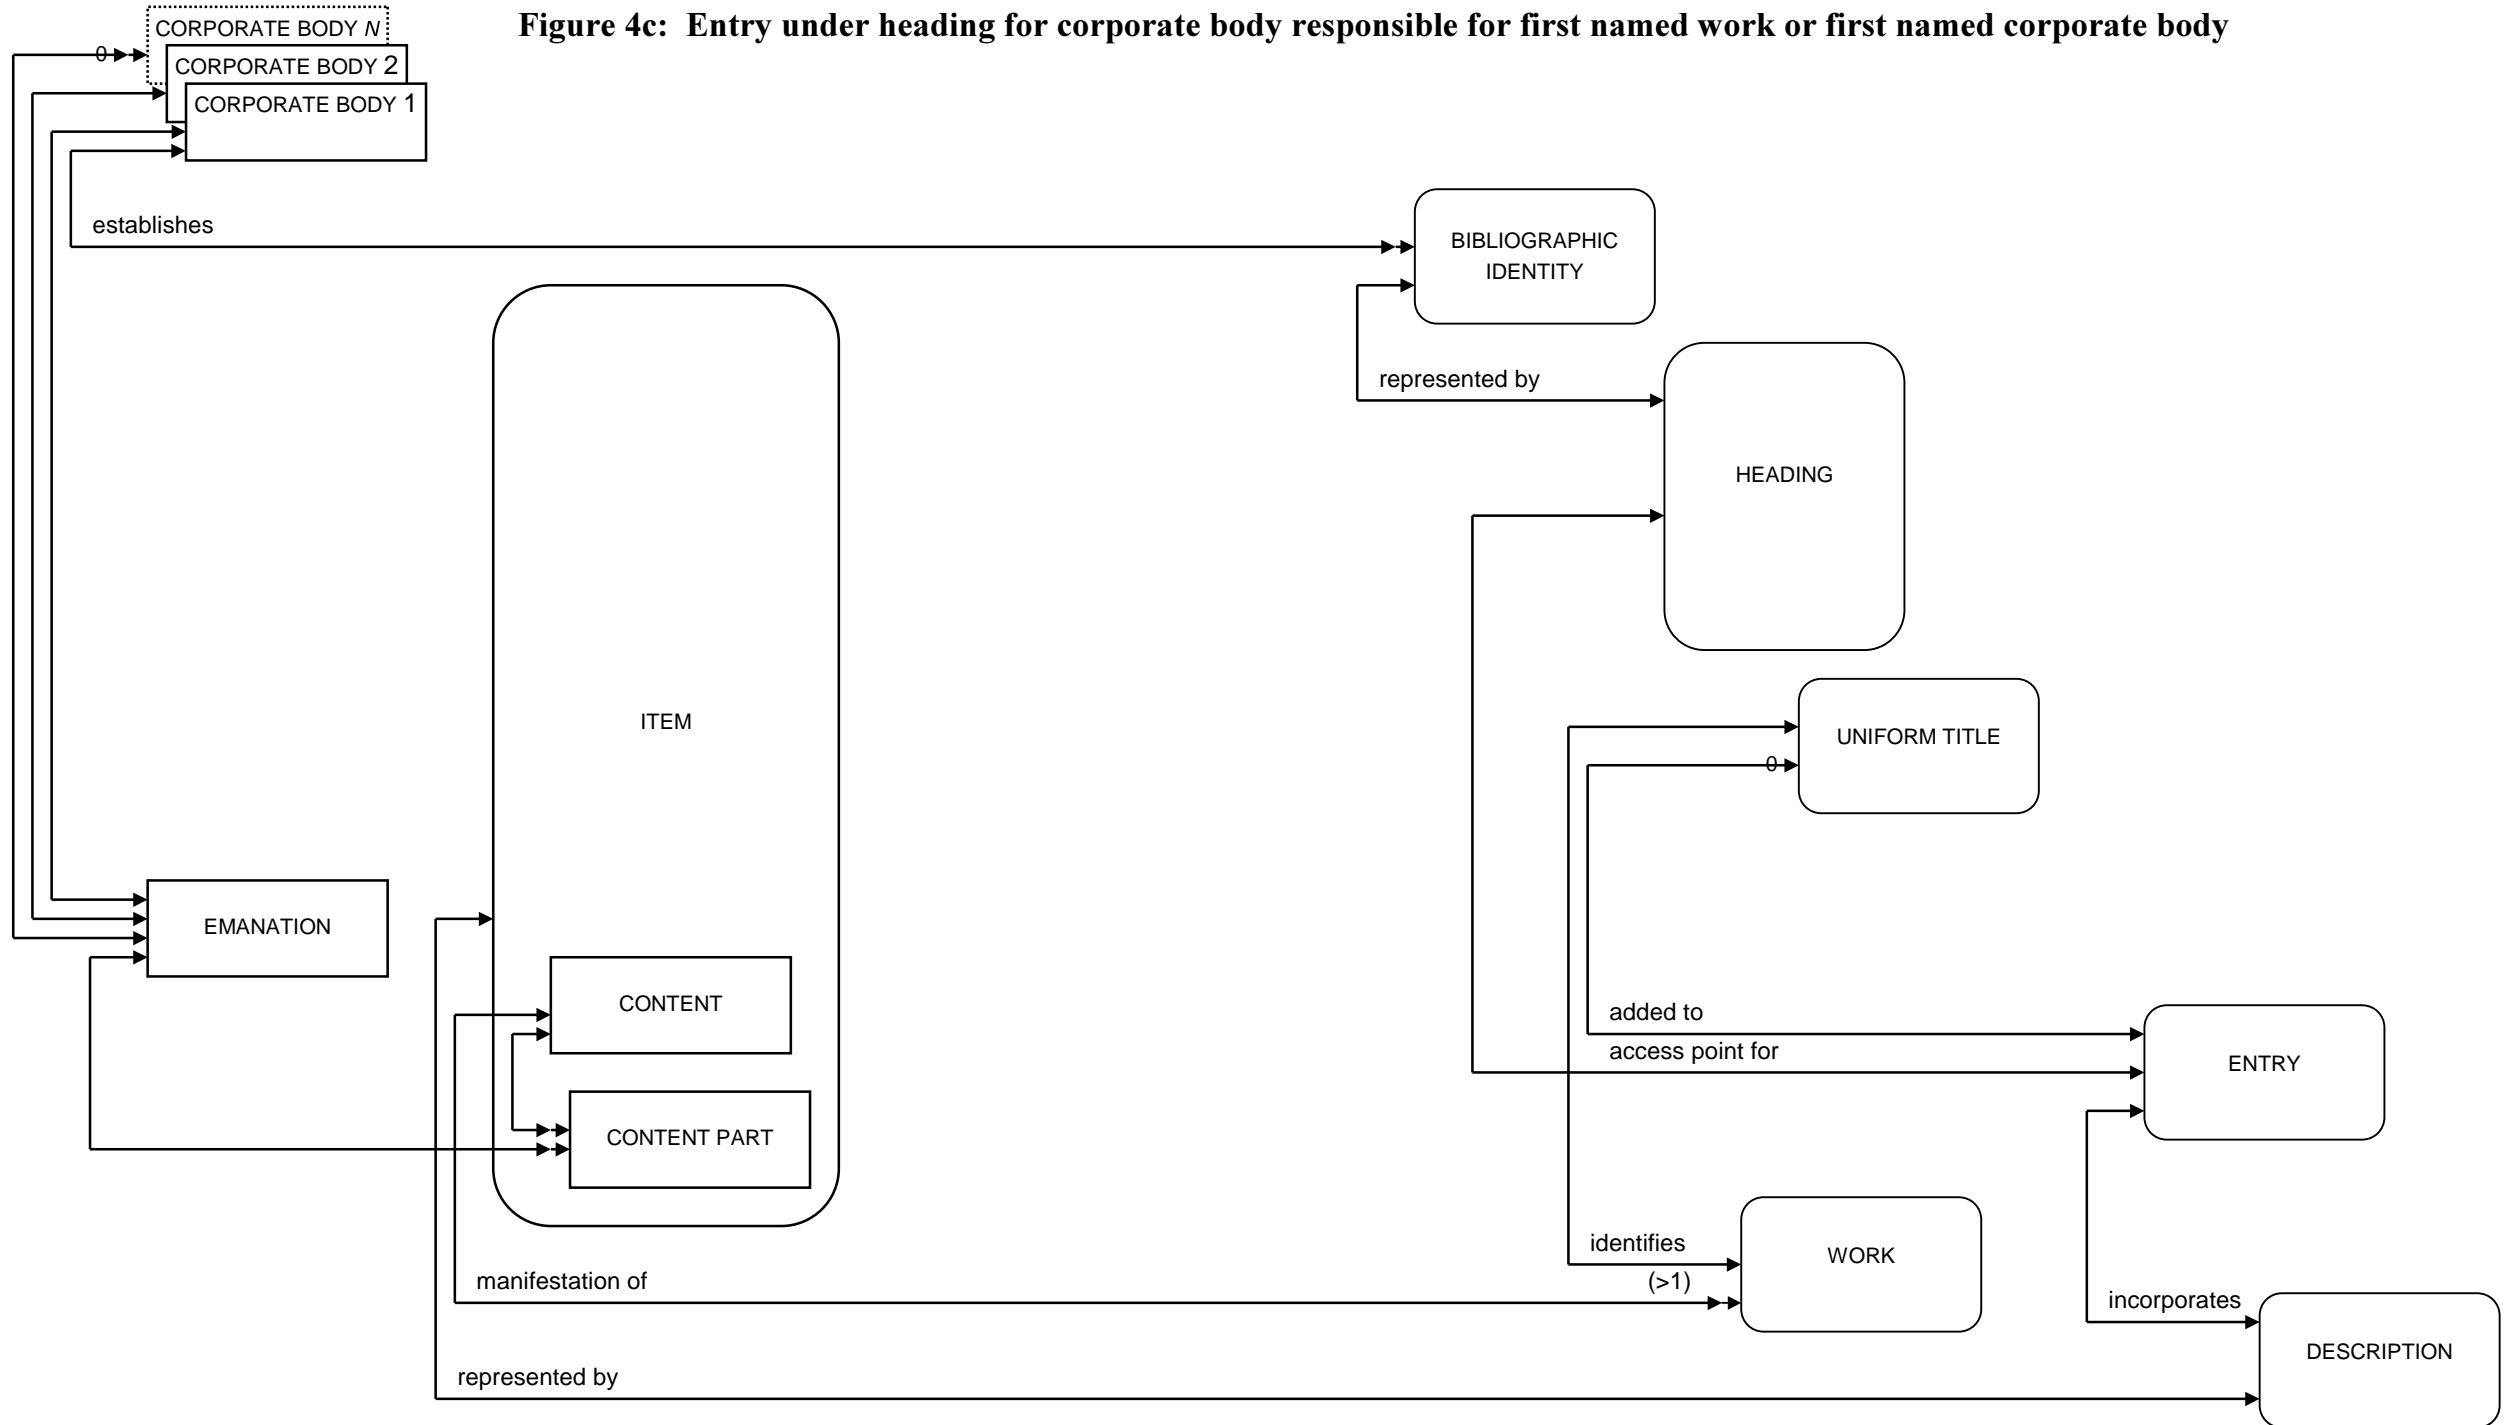 Figure 4c: Entry under heading for corporate body responsible for first named work or first named corporate body
CORPORATE BODY N
0
CORPORATE BODY 2
CORPORATE BODY 1
establishes
BIBLIOGRAPHIC
IDENTITY
represented by
HEADING
ITEM
UNIFORM TITLE
0
EMANATION
CONTENT
added to
access point for
ENTRY
CONTENT PART
identifies
WORK
manifestation of
(>1)
incorporates
DESCRIPTION
represented by